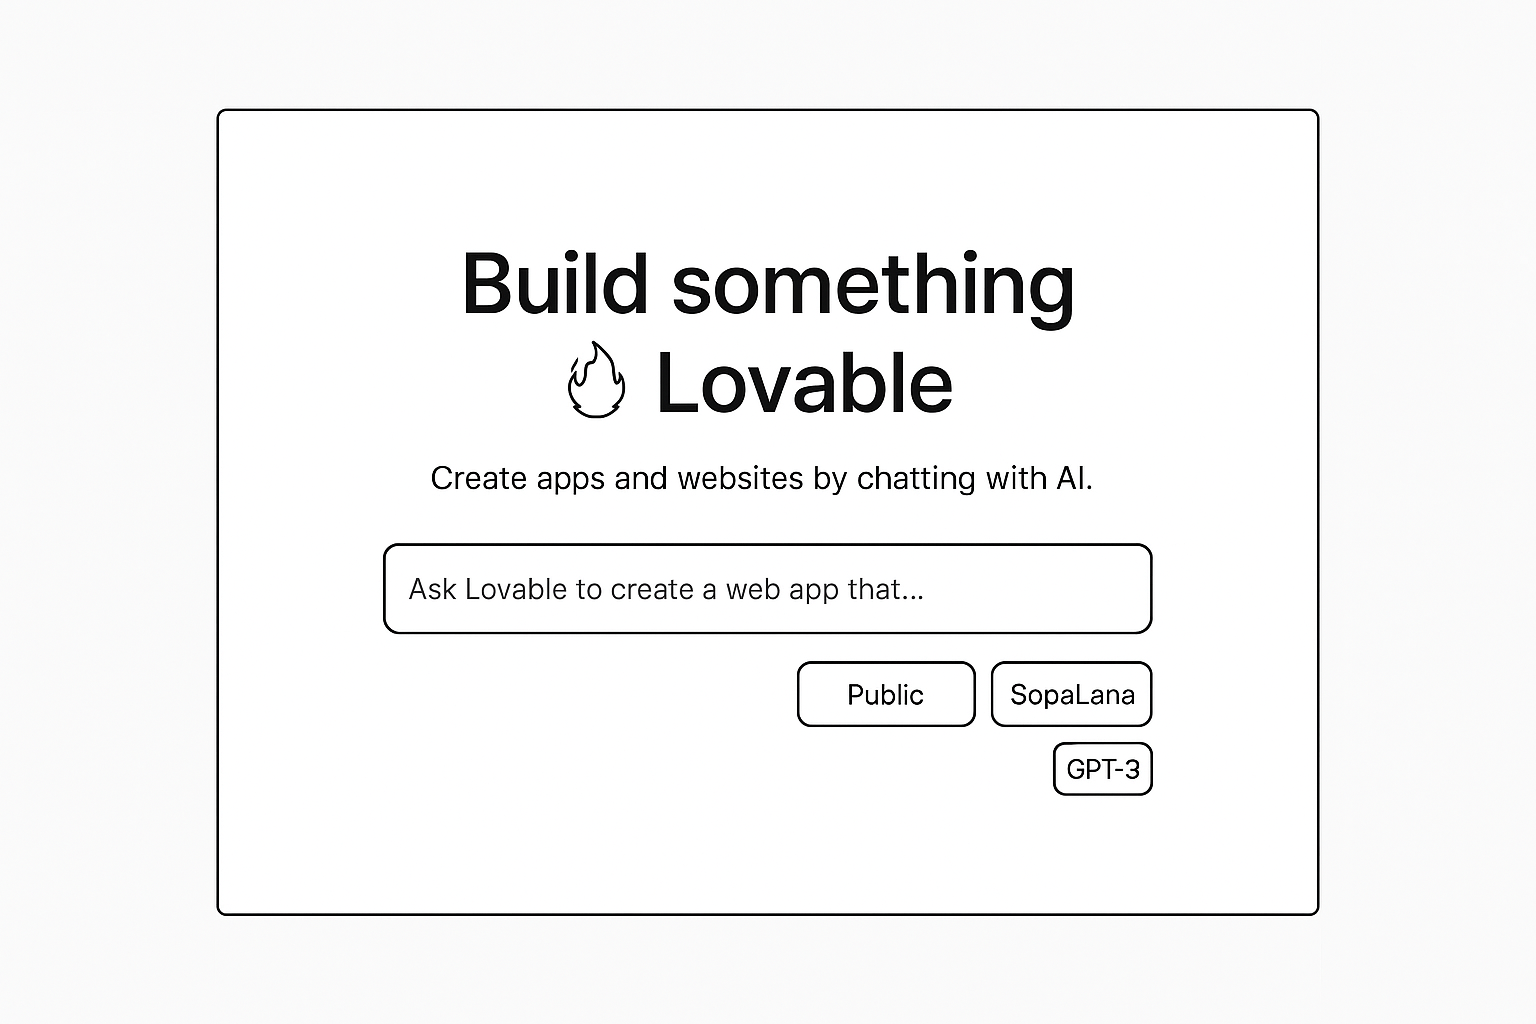 Build something
Lovable
Create apps and websites by chatting with AI.
Ask Lovable to create a web app that...
Public SopaLana
GPT-3